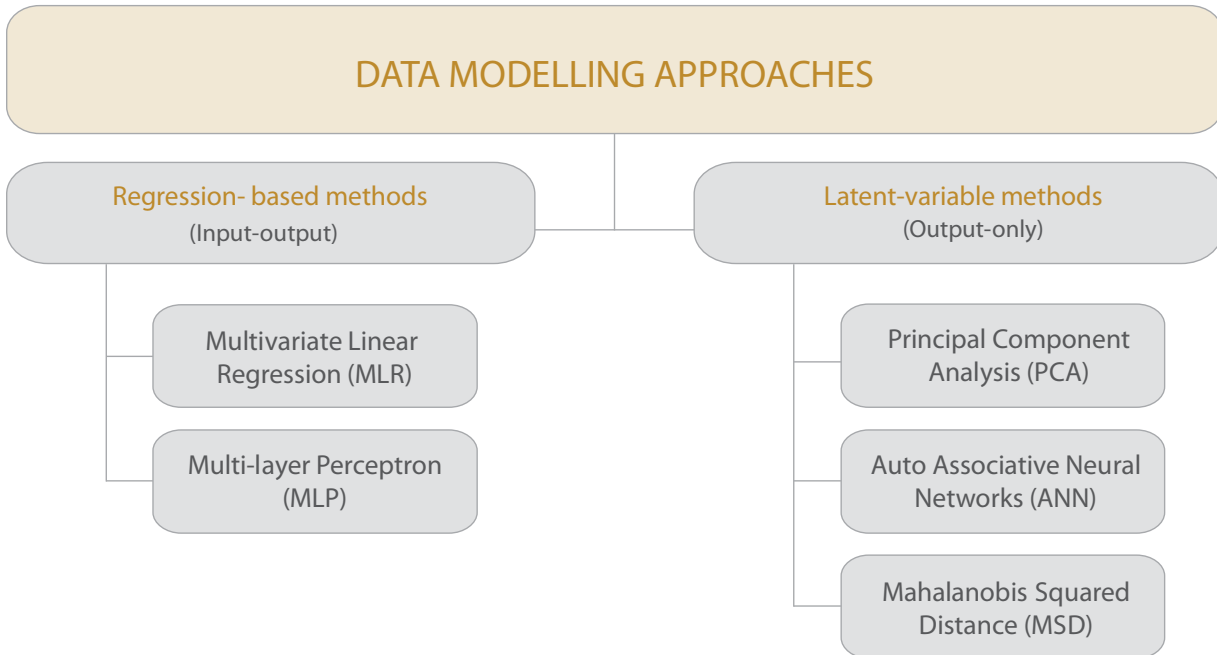 DATA MODELLING APPROACHES
Regression- based methods
(Input-output)
Multivariate Linear
Regression (MLR)
Multi-layer Perceptron
(MLP)
Latent-variable methods
(Output-only)
Principal Component
Analysis (PCA)
Auto Associative Neural
Networks (ANN)
Mahalanobis Squared
Distance (MSD)